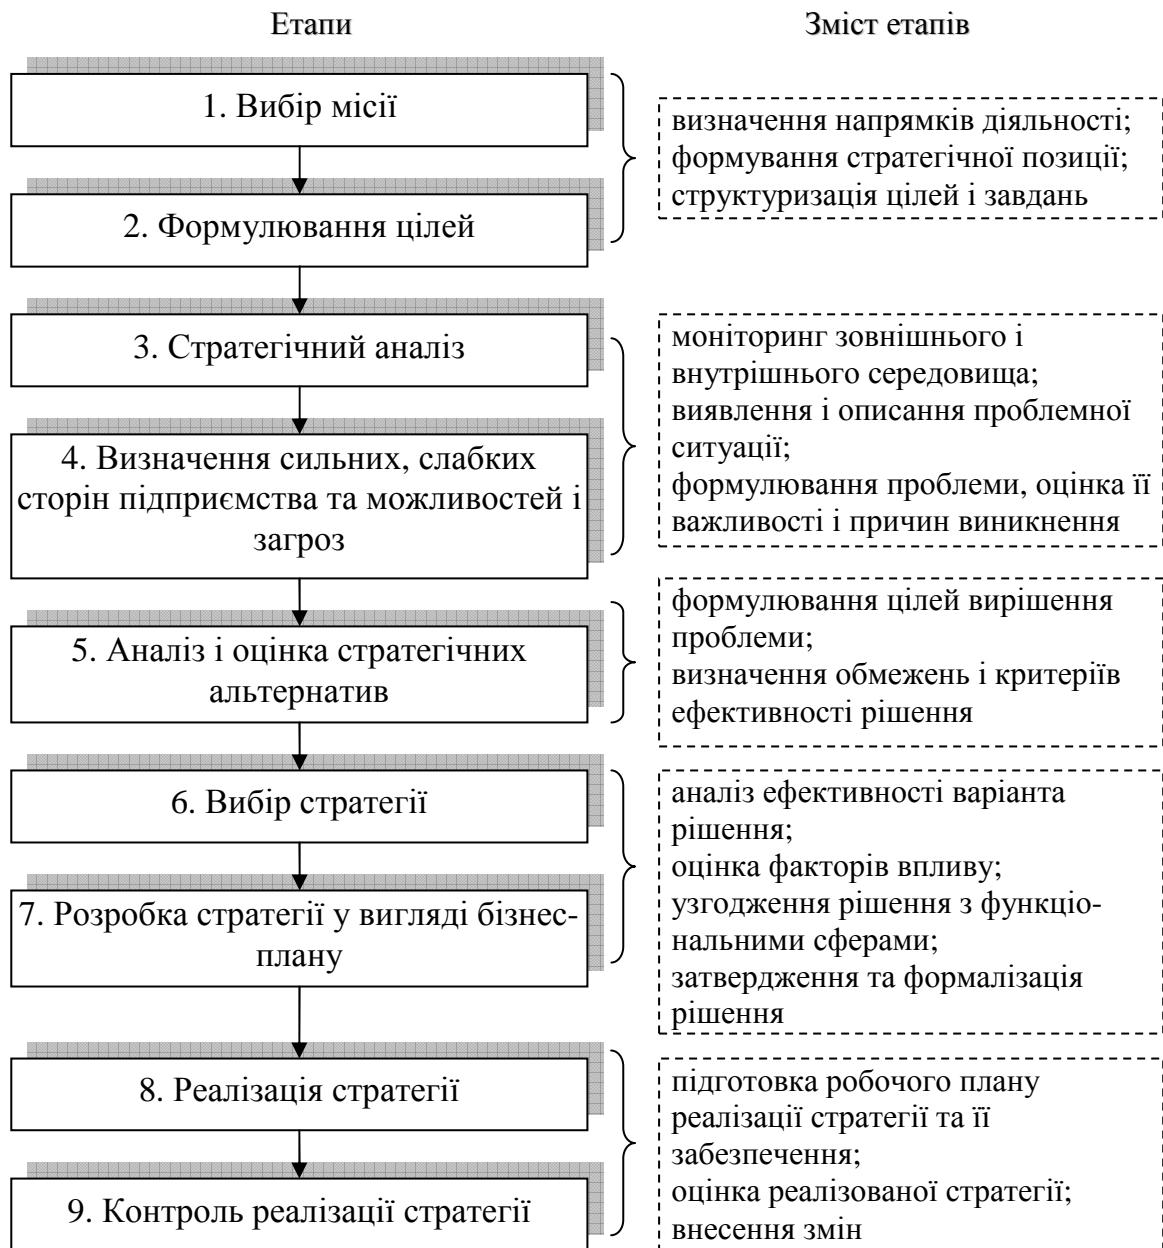 Етапи
Зміст етапів
1. Вибір місії
2. Формулювання цілей
визначення напрямків діяльності;
формування стратегічної позиції;
структуризація цілей і завдань
3. Стратегічний аналіз
4. Визначення сильних, слабких
сторін підприємства та можливостей і
загроз
моніторинг зовнішнього і
внутрішнього середовища;
виявлення і описання проблемної
ситуації;
формулювання проблеми, оцінка її
важливості і причин виникнення
5. Аналіз і оцінка стратегічних
альтернатив
формулювання цілей вирішення
проблеми;
визначення обмежень і критеріїв
ефективності рішення
6. Вибір стратегії
7. Розробка стратегії у вигляді бізнес-
плану
аналіз ефективності варіанта
рішення;
оцінка факторів впливу;
узгодження рішення з функціо-
нальними сферами;
затвердження та формалізація
рішення
8. Реалізація стратегії
9. Контроль реалізації стратегії
підготовка робочого плану
реалізації стратегії та її
забезпечення;
оцінка реалізованої стратегії;
внесення змін